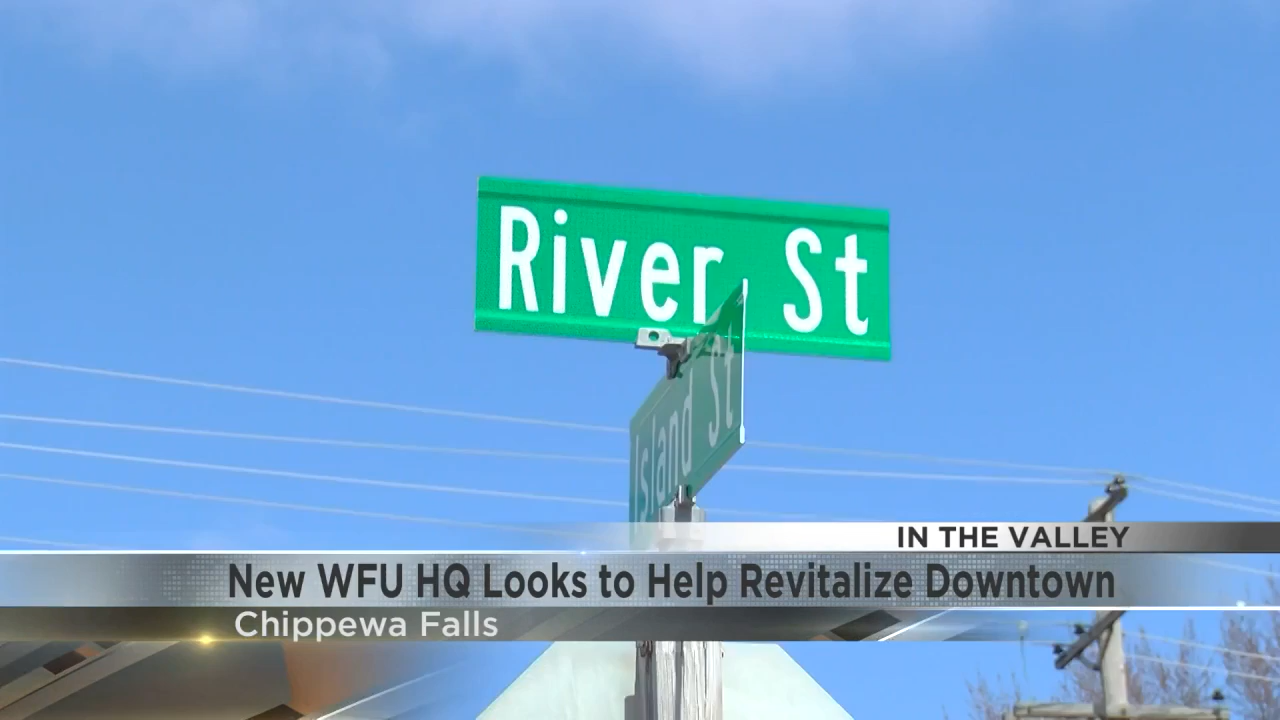 River St
Island St
IN THE VALLEY
New WFU HQ Looks to Help Revitalize Downtown
Chippewa Falls